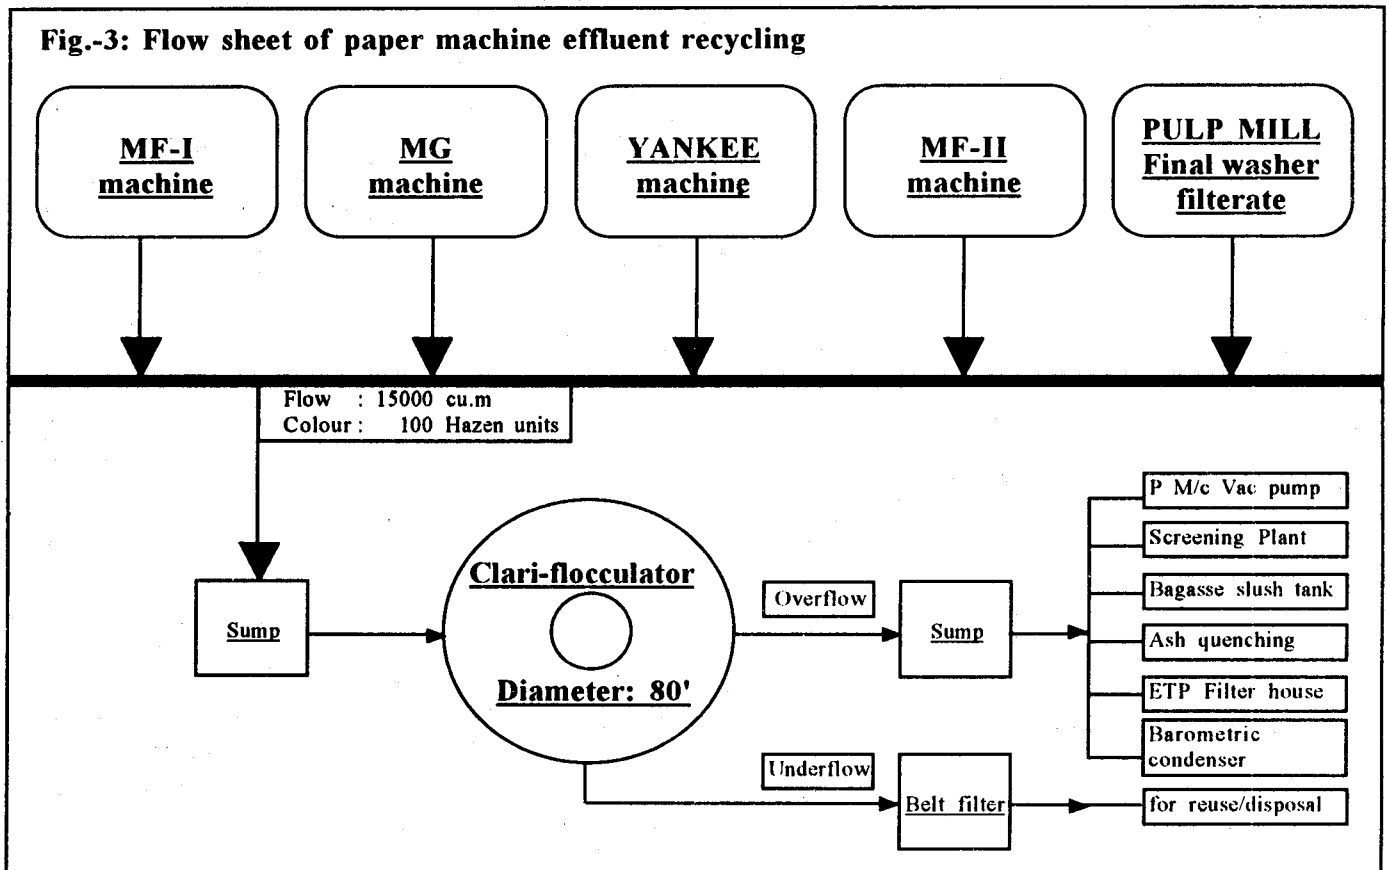 Fig.-3: Flow sheet of paper machine effluent recycling
MF-I
machine
MG
machine
YANKEE
machine
MF-II
machine
PULP MILL
Final washer
filterate
Flow : 15000 cu.m
Colour : 100 Hazen units
Sump
Clari-flocculator
Diameter: 80'
Overflow
Sump
P M/c Vac pump
Screening Plant
Bagasse slush tank
Ash quenching
ETP Filter house
Barometric
condenser
Underflow
Belt filter
for reuse/disposal